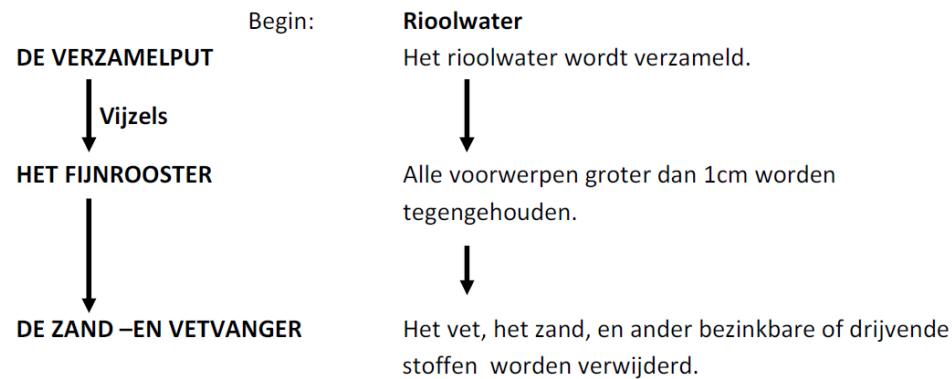 Begin: Rioolwater
DE VERZAMELPUT Het rioolwater wordt verzameld.
Vijzels
HET FIJNROOSTER Alle voorwerpen groter dan 1cm worden
tegengehouden.
DE ZAND –EN VETVANGER Het vet, het zand, en ander bezinkbare of drijvende
stoffen worden verwijderd.